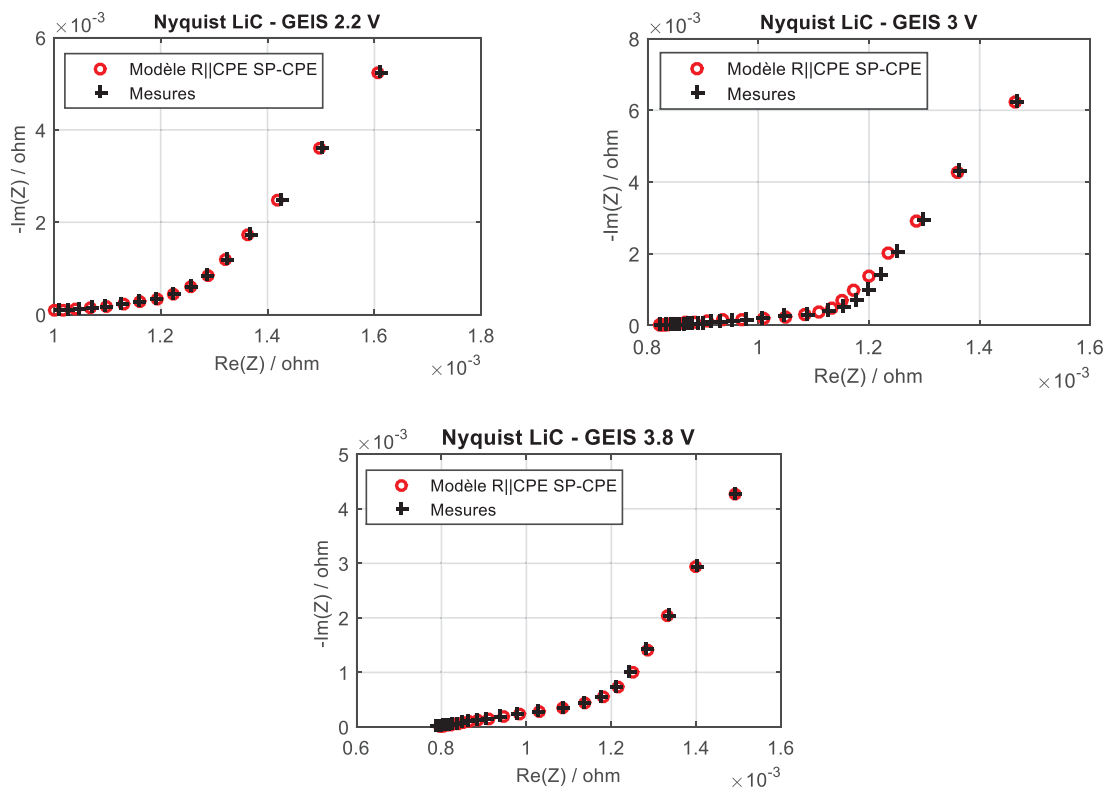 Nyquist LiC - GEIS 2.2 V
×10⁻³
6
4
2
0
-Im(Z) / ohm
Modèle R||CPE SP-CPE
Mesures
1 1.2 1.4 1.6 1.8
Re(Z) / ohm
×10⁻³
Nyquist LiC - GEIS 3 V
×10⁻³
8
6
4
2
0
-Im(Z) / ohm
Modèle R||CPE SP-CPE
Mesures
0.8 1 1.2 1.4 1.6
Re(Z) / ohm
×10⁻³
Nyquist LiC - GEIS 3.8 V
×10⁻³
5
4
3
2
1
0
-Im(Z) / ohm
Modèle R||CPE SP-CPE
Mesures
0.6 0.8 1 1.2 1.4 1.6
Re(Z) / ohm
×10⁻³